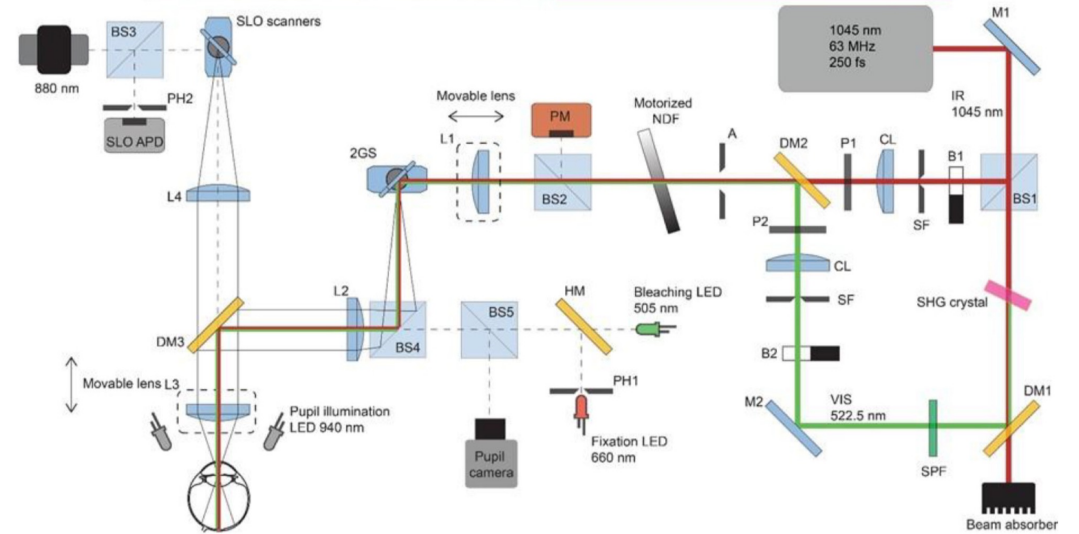 SLO scanners
BS3
880 nm
PH2
SLO APD
L4
2GS
Movable lens
L1
PM
BS2
Motorized
NDF
A
DM2
P1
CL
SF
B1
BS1
1045 nm
63 MHz
250 fs
M1
IR
1045 nm
P2
CL
SF
B2
SHG crystal
DM1
M2
VIS
522.5 nm
SPF
Beam absorber
L2
BS4
BS5
HM
Bleaching LED
505 nm
PH1
Fixation LED
660 nm
Pupil
camera
DM3
Movable lens L3
Pupil illumination
LED 940 nm